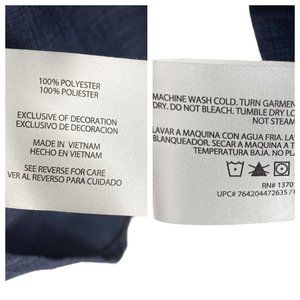 100% POLYESTER
100% POLIESTER
EXCLUSIVE OF DECORATION
EXCLUSIVO DE DECORACIÓN
MADE IN VIETNAM
HECHO EN VIETNAM
SEE REVERSE FOR CARE
VER AL REVERSO PARA CUIDADO
MACHINE WASH COLD. TURN GARMEN
DRY. DO NOT BLEACH. TUMBLE DRY LO
NOT STEAM
LAVAR A MAQUINA CON AGUA FRIA. LA
BLANQUEADOR. SECAR A MAQUINA A T
TEMPERATURA BAJA. NO PLA
RN# 1370
UPC# 764204472635 /